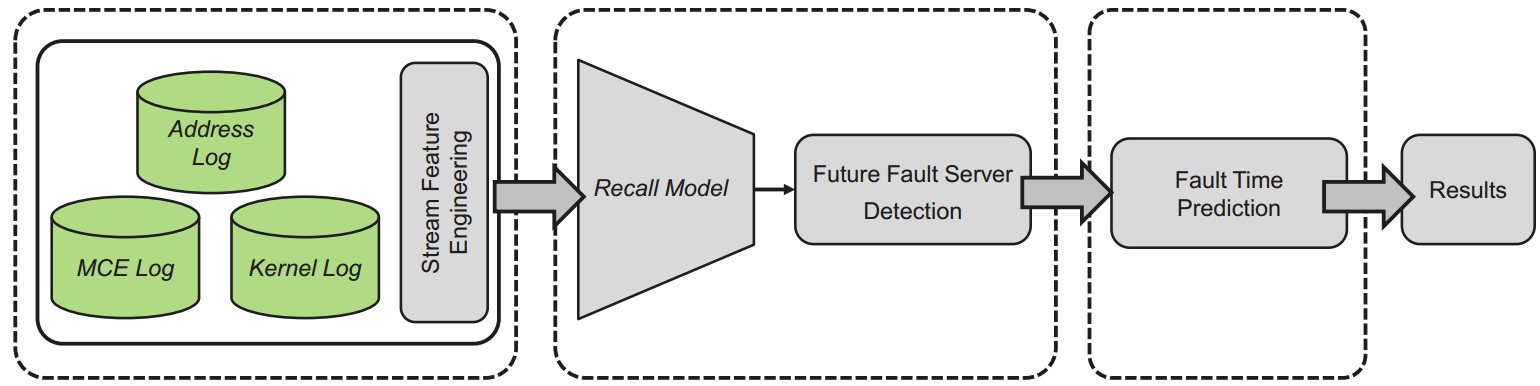 Address
Log
MCE Log
Kernel Log
Stream Feature
Engineering
Recall Model
Future Fault Server
Detection
Fault Time
Prediction
Results